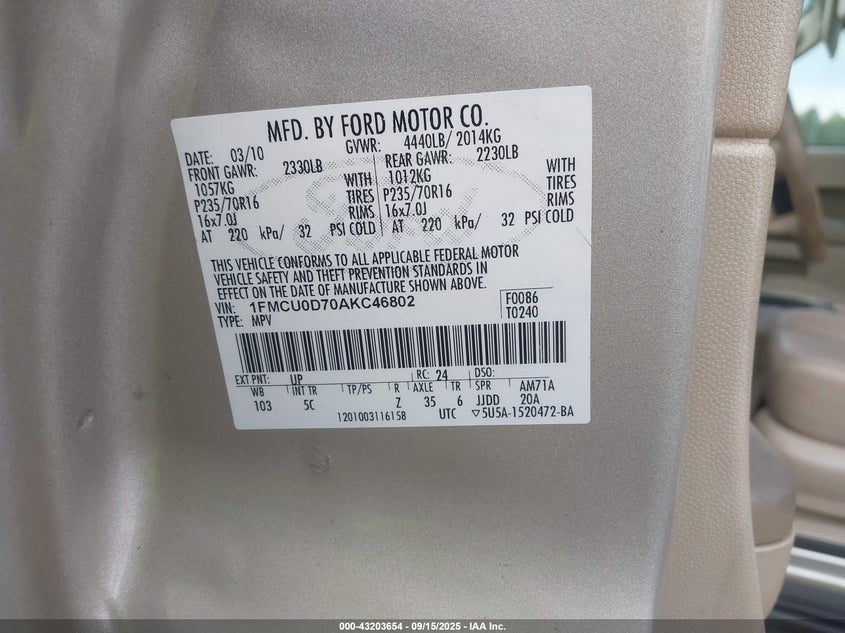 MFD. BY FORD MOTOR CO.
DATE: 03/10 GVWR: 4440LB/ 2014KG
FRONT GAWR: 2330LB REAR GAWR: 2230LB
1057KG WITH 1012KG WITH
P235/70R16 TIRES P235/70R16 TIRES
16x7.0J RIMS 16x7.0J RIMS
AT 220 kPa/ 32 PSI COLD AT 220 kPa/ 32 PSI COLD
Ford
THIS VEHICLE CONFORMS TO ALL APPLICABLE FEDERAL MOTOR
VEHICLE SAFETY AND THEFT PREVENTION STANDARDS IN
EFFECT ON THE DATE OF MANUFACTURE SHOWN ABOVE.
VIN: 1FMCU0D70AKC46802 F0086
TYPE: MPV T0240
EXT PNT: UP RC: 24 DSO:
WB INT TR TP/PS R AXLE TR SPR AM71A
103 5C Z 35 6 JJDD 20A
1201003116158 UTC ▽5U5A-1520472-BA
000-43203654 - 09/15/2025 - IAA Inc.